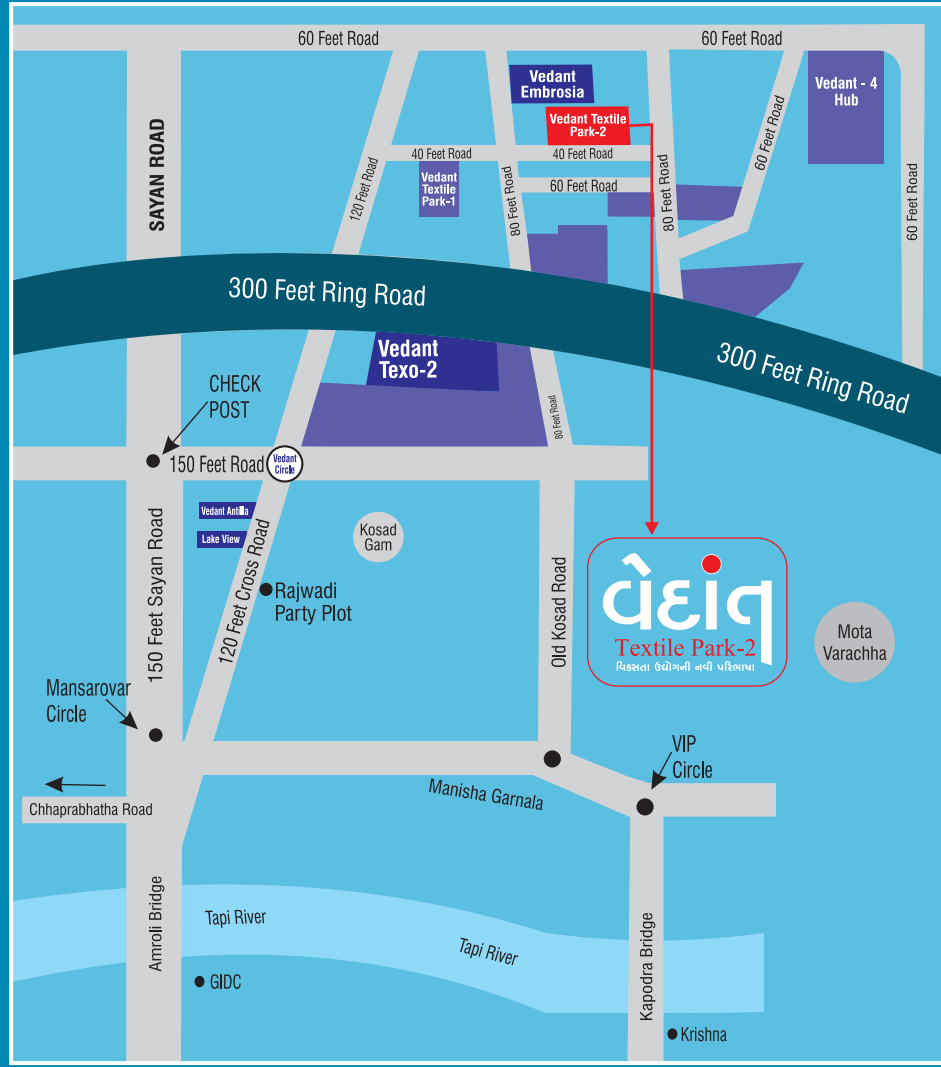 60 Feet Road
60 Feet Road
Vedant
Embrosia
Vedant - 4
Hub
Vedant Textile
Park-2
SAYAN ROAD
120 Feet Road
40 Feet Road
40 Feet Road
60 Feet Road
Vedant
Textile
Park-1
80 Feet Road
60 Feet Road
80 Feet Road
60 Feet Road
300 Feet Ring Road
Vedant
Texo-2
300 Feet Ring Road
CHECK
POST
80 Feet Road
150 Feet Road
Vedant
Circle
Vedant Antilla
Lake View
Kosad
Gam
150 Feet Sayan Road
120 Feet Cross Road
Rajwadi
Party Plot
Old Kosad Road
વેદાંત
Textile Park-2
વિકસતા ઉદ્યોગની નવી પરિભાષા
Mota
Varachha
Mansarovar
Circle
VIP
Circle
Manisha Garnala
Chhaprabhatha Road
Amroli Bridge
Tapi River
Tapi River
Kapodra Bridge
GIDC
Krishna